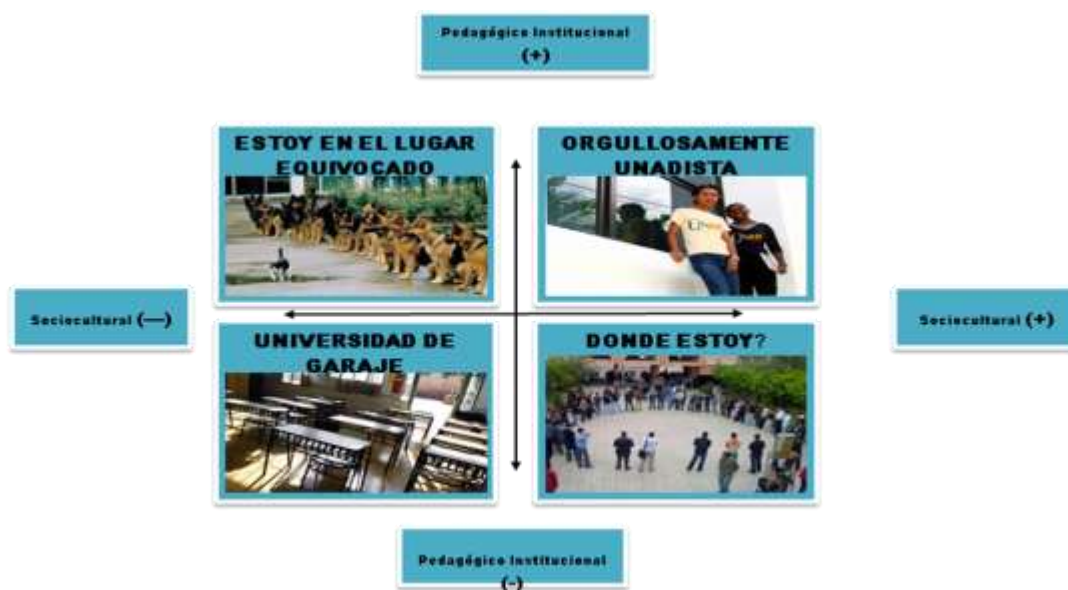 Pedagógico Institucional
(+)
ESTOY EN EL LUGAR
EQUIVOCADO
ORGULLOSAMENTE
UNADISTA
Sociocultural (—)
Sociocultural (+)
UNIVERSIDAD DE
GARAJE
DONDE ESTOY?
Pedagógico Institucional
(-)